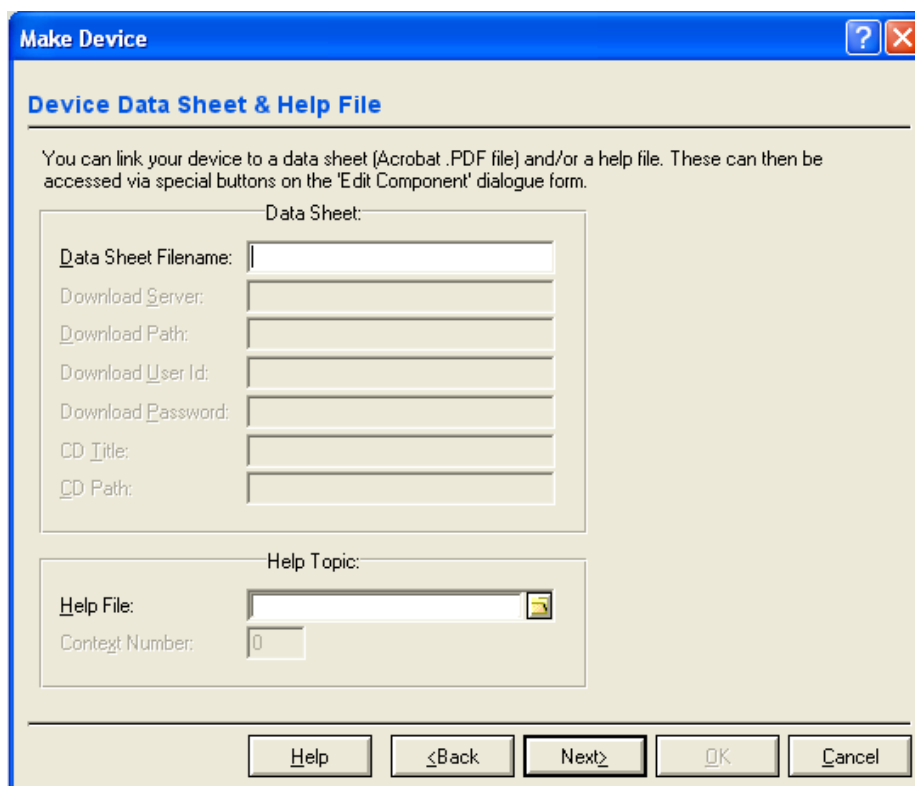 Make Device
Device Data Sheet & Help File
You can link your device to a data sheet (Acrobat .PDF file) and/or a help file. These can then be
accessed via special buttons on the 'Edit Component' dialogue form.
Data Sheet:
Data Sheet Filename:
Download Server:
Download Path:
Download User Id:
Download Password:
CD Title:
CD Path:
Help Topic:
Help File:
Context Number: 0
Help <Back Next> OK Cancel